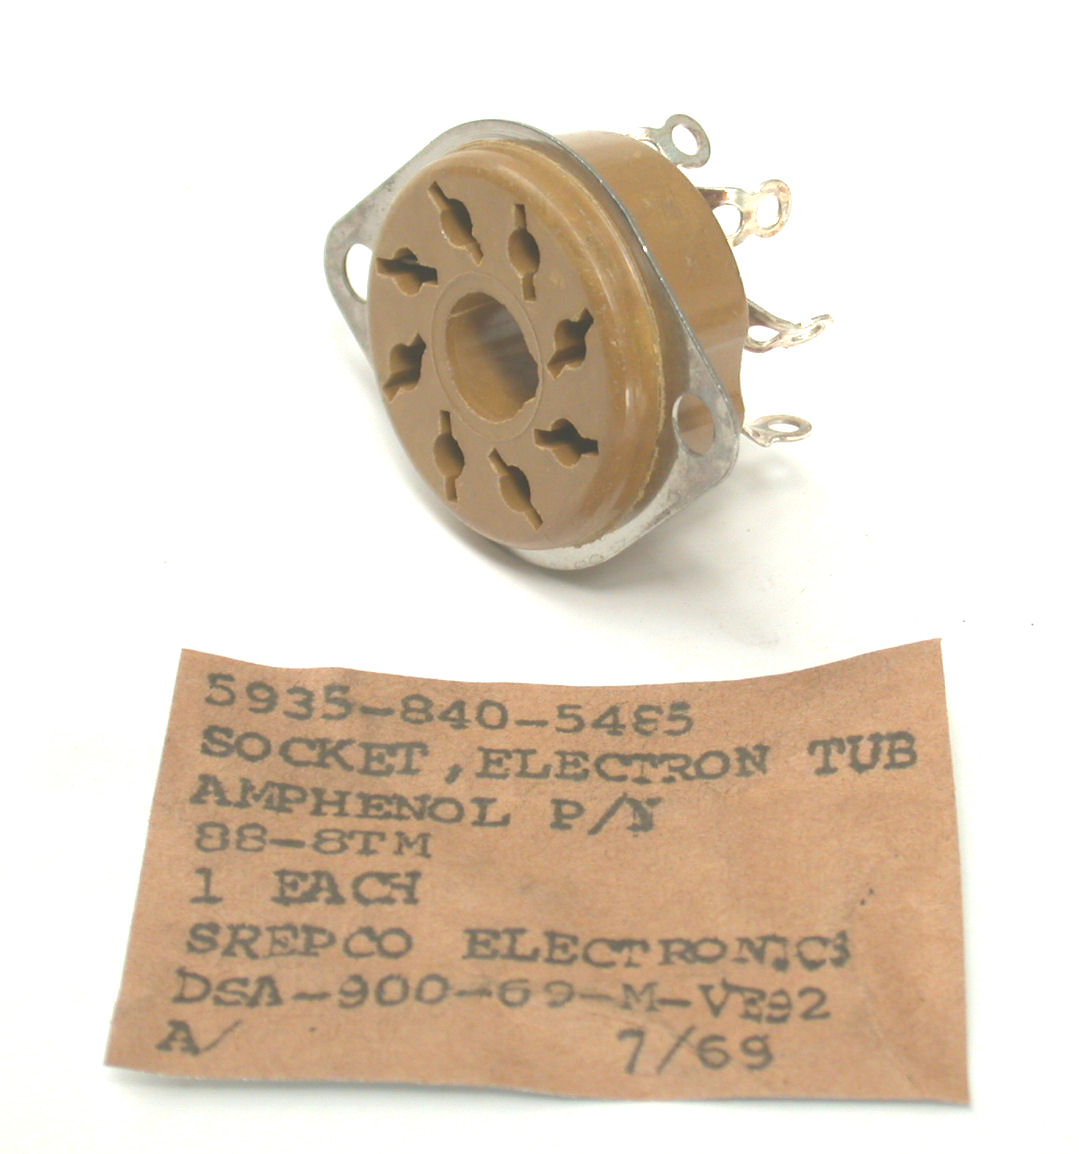 5935-840-5485
SOCKET, ELECTRON TUB
AMPHENOL P/N
88-8TM
1 EACH
SREPCO ELECTRONICS
DSA-900-69-M-VE92
A/ 7/69